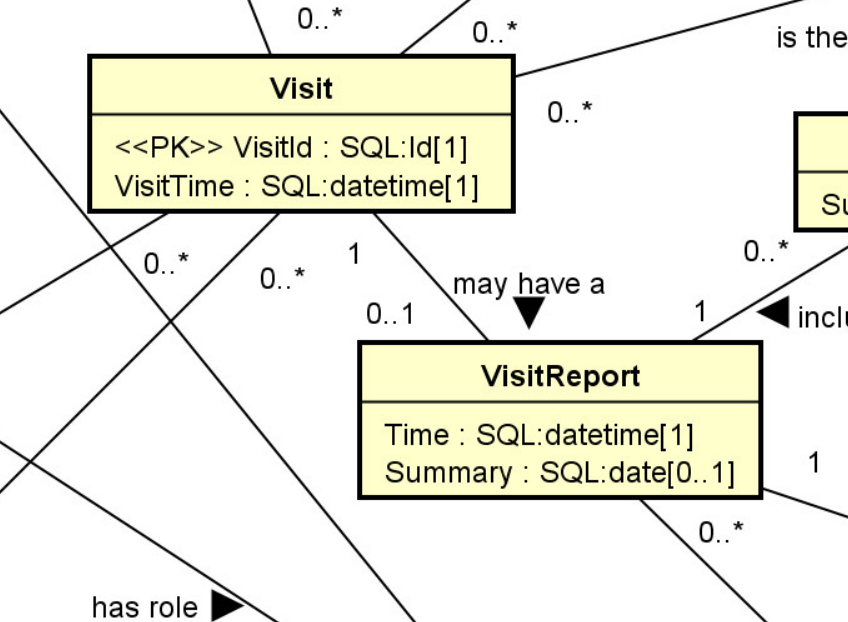 0..*
0..*
is the
Visit
0..*
<<PK>> VisitId : SQL:Id[1]
VisitTime : SQL:datetime[1]
Su
0..*
0..*
1
0..*
may have a
0..1
1
inclu
VisitReport
Time : SQL:datetime[1]
Summary : SQL:date[0..1]
1
0..*
has role